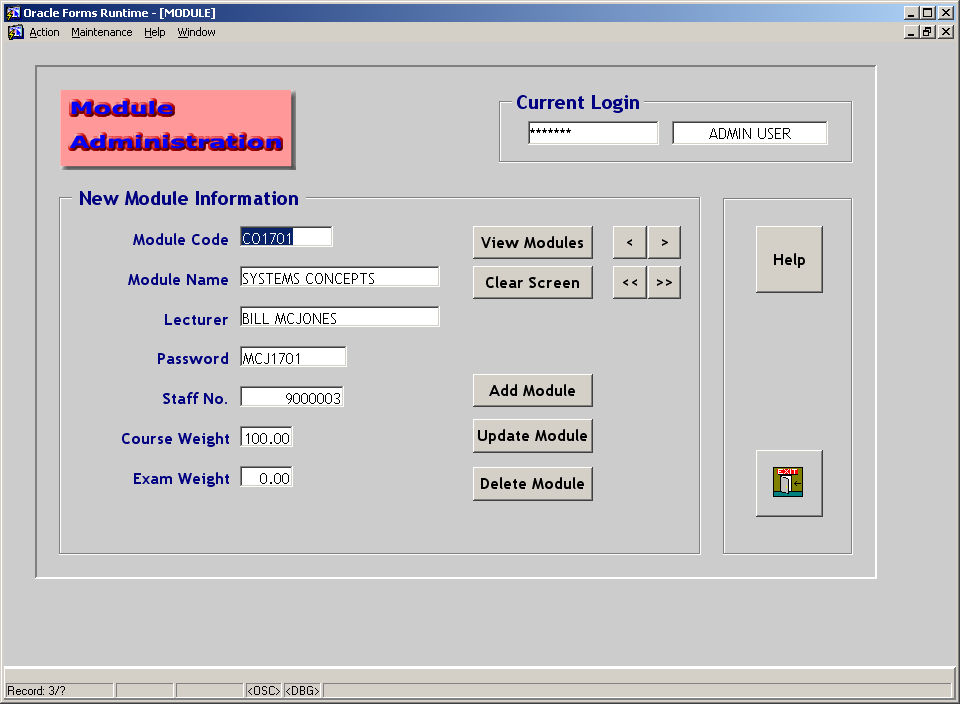 Oracle Forms Runtime - [MODULE]
Action Maintenance Help Window
Module
Administration
Current Login
******* ADMIN USER
New Module Information
Module Code CO1701
Module Name SYSTEMS CONCEPTS
Lecturer BILL MCJONES
Password MCJ1701
Staff No. 9000003
Course Weight 100.00
Exam Weight 0.00
View Modules < >
Clear Screen << >>
Add Module
Update Module
Delete Module
Help
EXIT
Record: 3/? <OSC> <DBG>